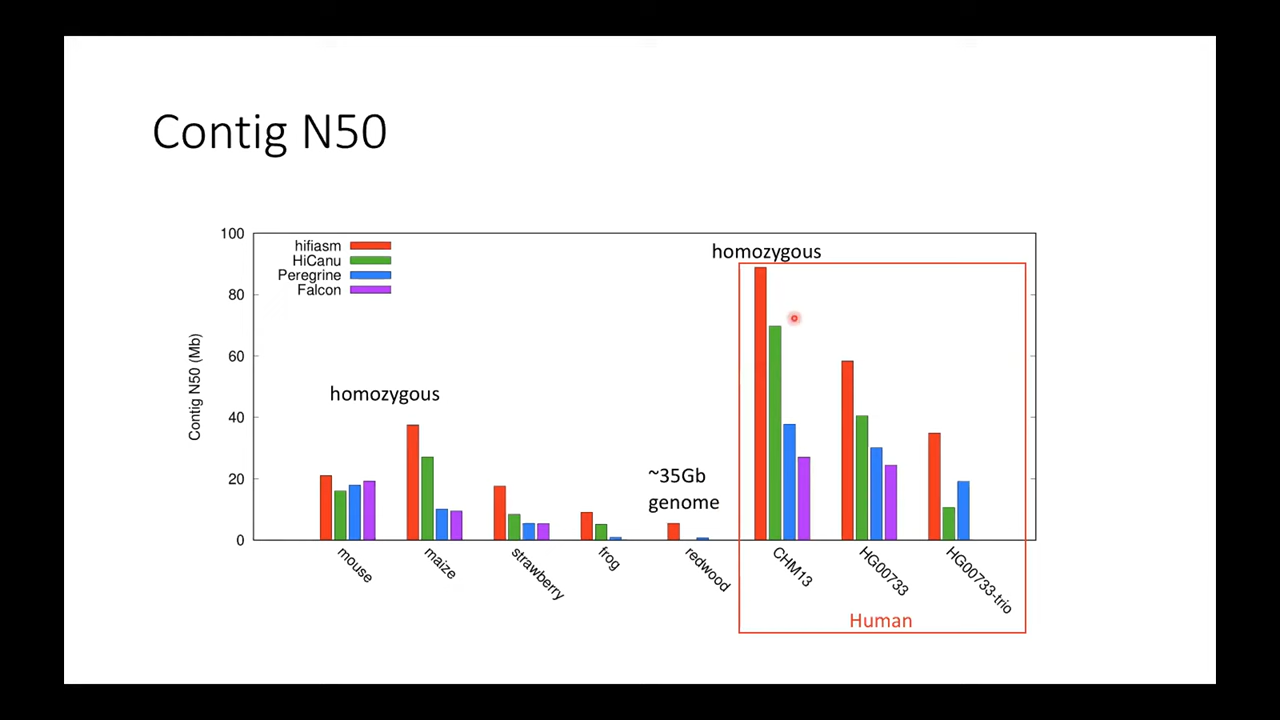 Contig N50
100
80
60
40
20
0
Contig N50 (Mb)
hifiasm
HiCanu
Peregrine
Falcon
homozygous
homozygous
~35Gb
genome
mouse
maize
strawberry
frog
redwood
CHM13
HG00733
HG00733-trio
Human